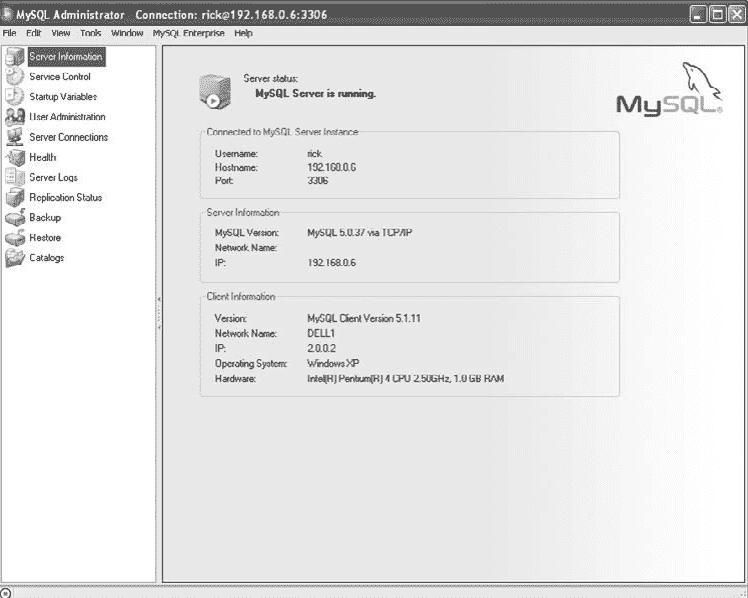 MySQL Administrator Connection: rick@192.168.0.6:3306
File Edit View Tools Window MySQL Enterprise Help
Server Information
Service Control
Startup Variables
User Administration
Server Connections
Health
Server Logs
Replication Status
Backup
Restore
Catalogs
Server status:
MySQL Server is running.
MySQL®
Connected to MySQL Server Instance
Username: rick
Hostname: 192.168.0.6
Port: 3306
Server Information
MySQL Version: MySQL 5.0.37 via TCP/IP
Network Name:
IP: 192.168.0.6
Client Information
Version: MySQL Client Version 5.1.11
Network Name: DELL1
IP: 2.0.0.2
Operating System: Windows XP
Hardware: Intel(R) Pentium(R) 4 CPU 2.50GHz, 1.0 GB RAM